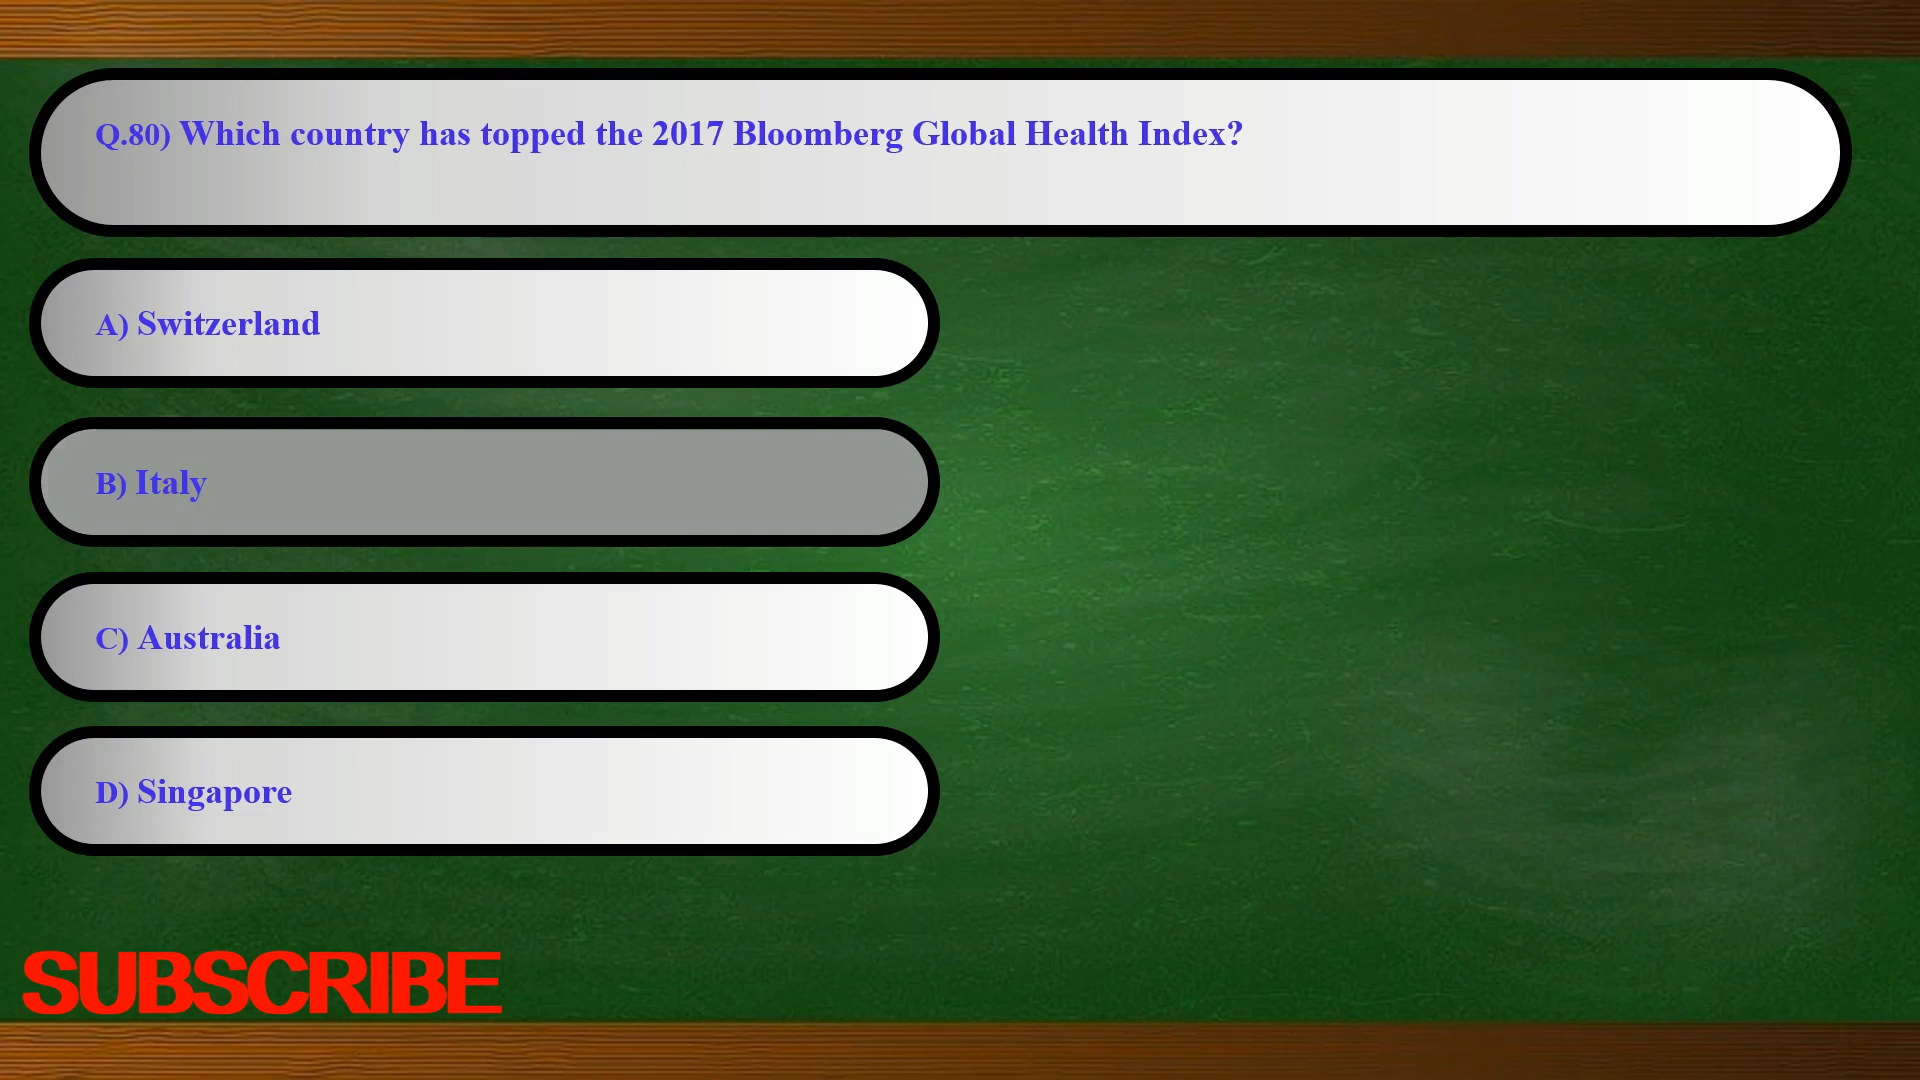 Q.80) Which country has topped the 2017 Bloomberg Global Health Index?
A) Switzerland
B) Italy
C) Australia
D) Singapore
SUBSCRIBE